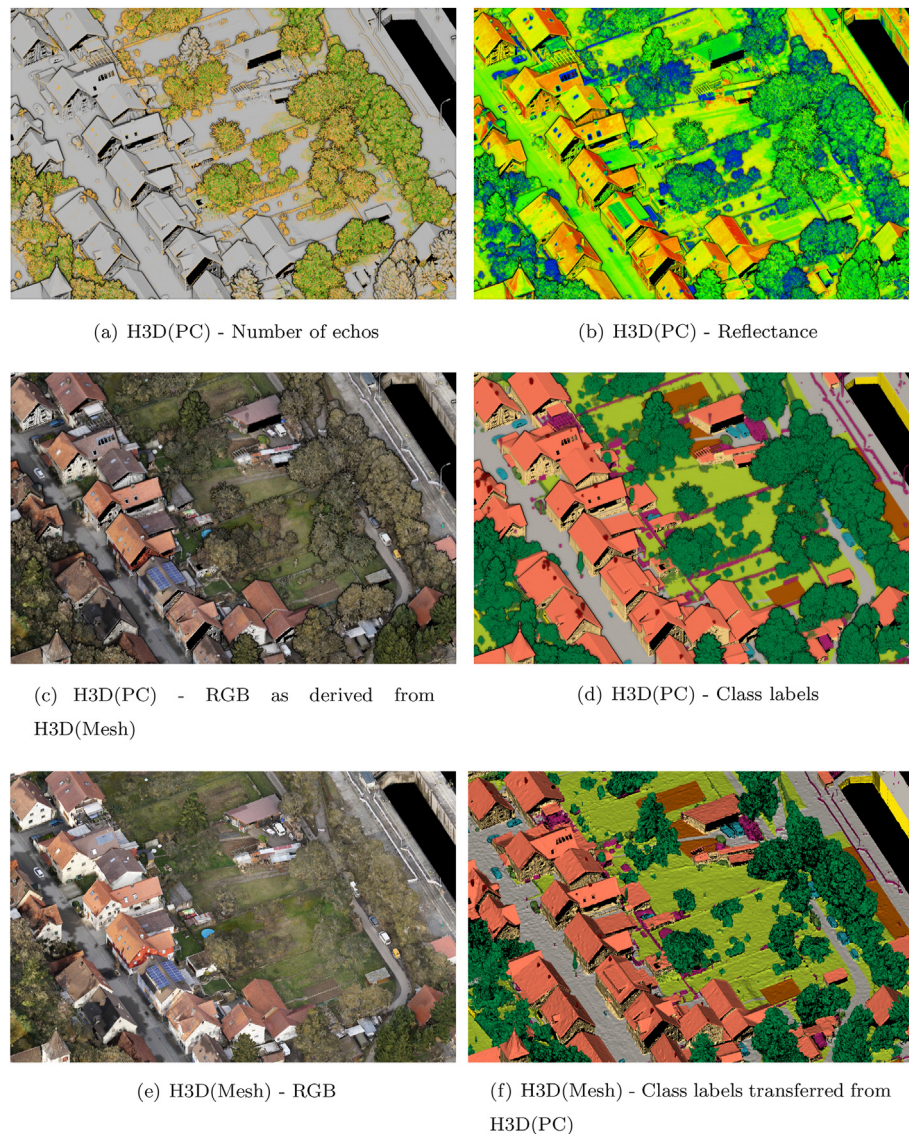 (a) H3D(PC) - Number of echos
(b) H3D(PC) - Reflectance
(c) H3D(PC) - RGB as derived from
H3D(Mesh)
(d) H3D(PC) - Class labels
(e) H3D(Mesh) - RGB
(f) H3D(Mesh) - Class labels transferred from
H3D(PC)